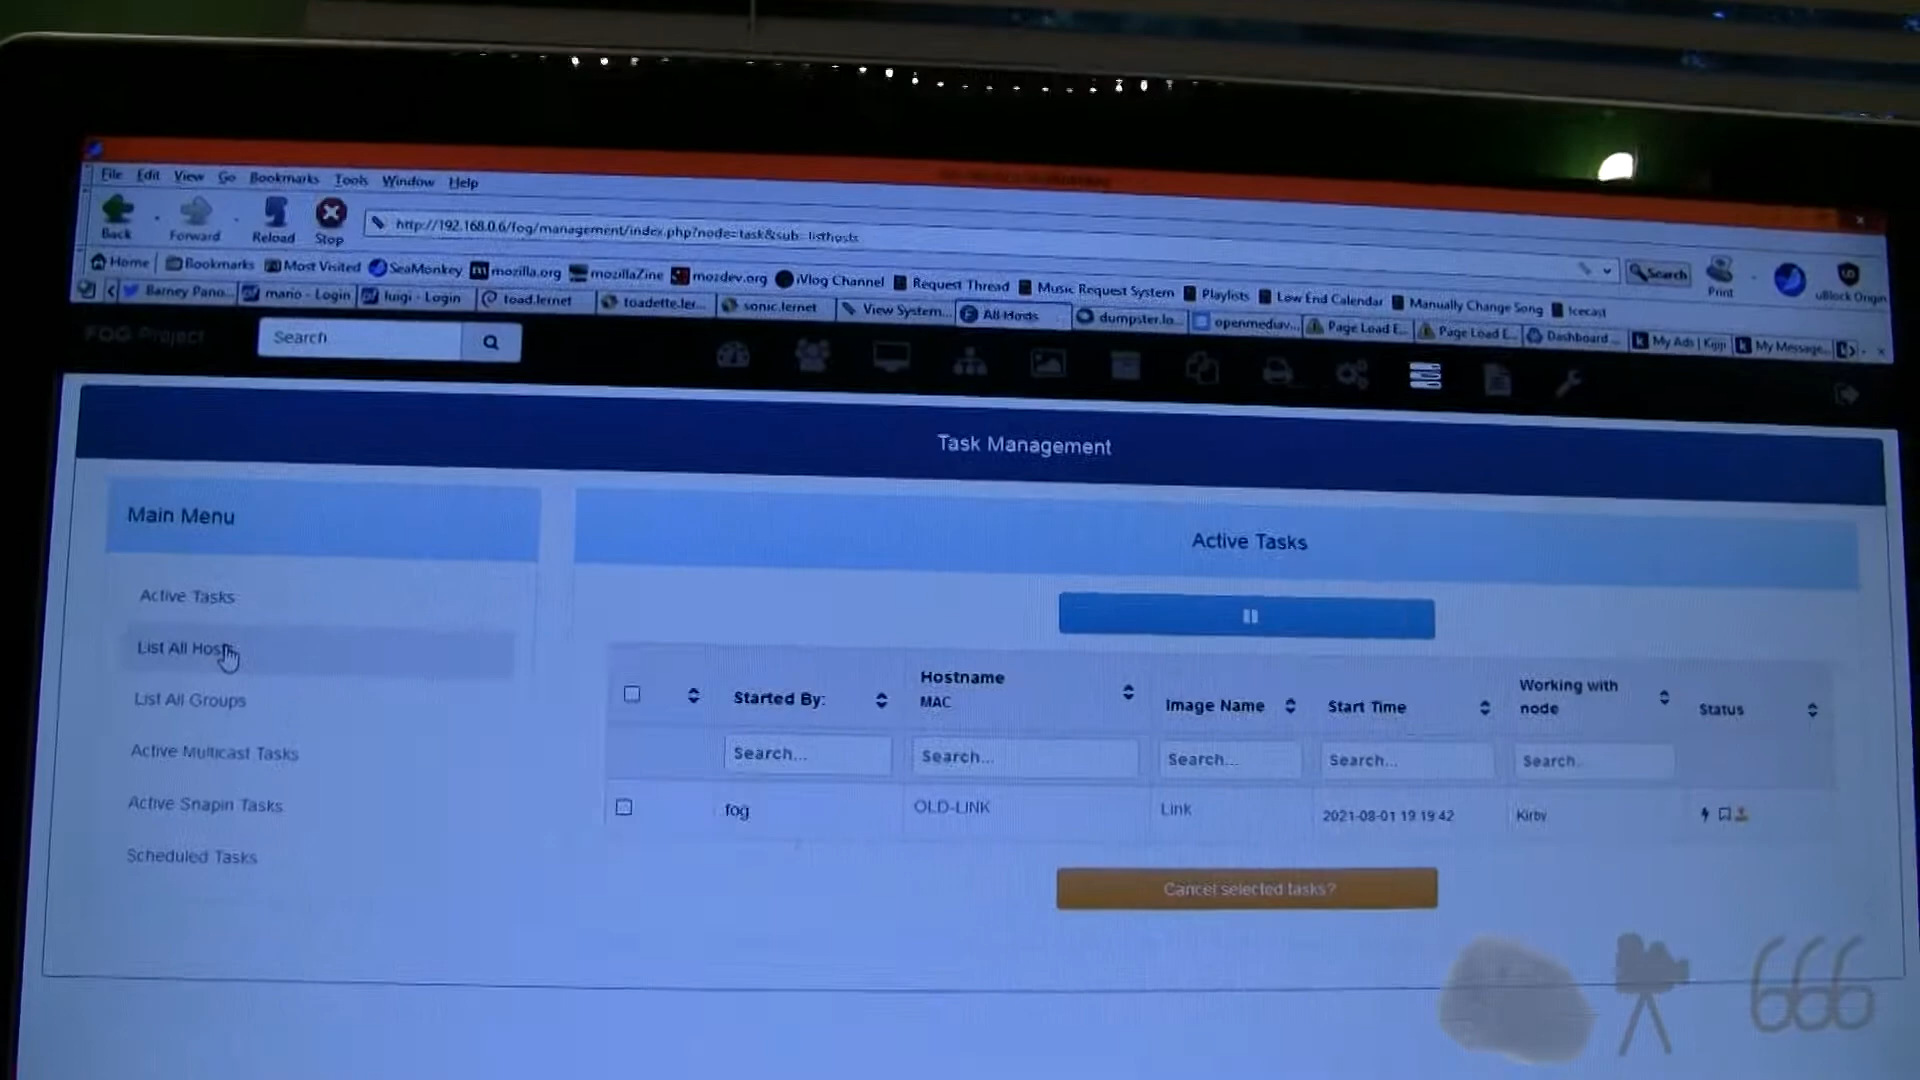 File Edit View Go Bookmarks Tools Window Help
Back Forward Reload Stop http://192.168.0.6/fog/management/index.php?node=task&sub=listhosts Search Print uBlock Origin
Home Bookmarks Most Visited SeaMonkey mozilla.org mozillaZine mozdev.org iVlog Channel Request Thread Music Request System Playlists Low End Calendar Manually Change Song Icecast
Barney Pano... mario - Login luigi - Login toad.lernet toadette.ler... sonic.lernet View System... All Hosts dumpster.lo... openmediav... Page Load E... Page Load E... Dashboard... My Ads | Kijiji My Message...
FOG Project Search
Task Management
Main Menu
Active Tasks
List All Hosts
List All Groups
Active Multicast Tasks
Active Snapin Tasks
Scheduled Tasks
Active Tasks
Started By: Hostname MAC Image Name Start Time Working with node Status
Search... Search... Search... Search... Search...
fog OLD-LINK Link 2021-08-01 19:19:42 Kirby
Cancel selected tasks?
666